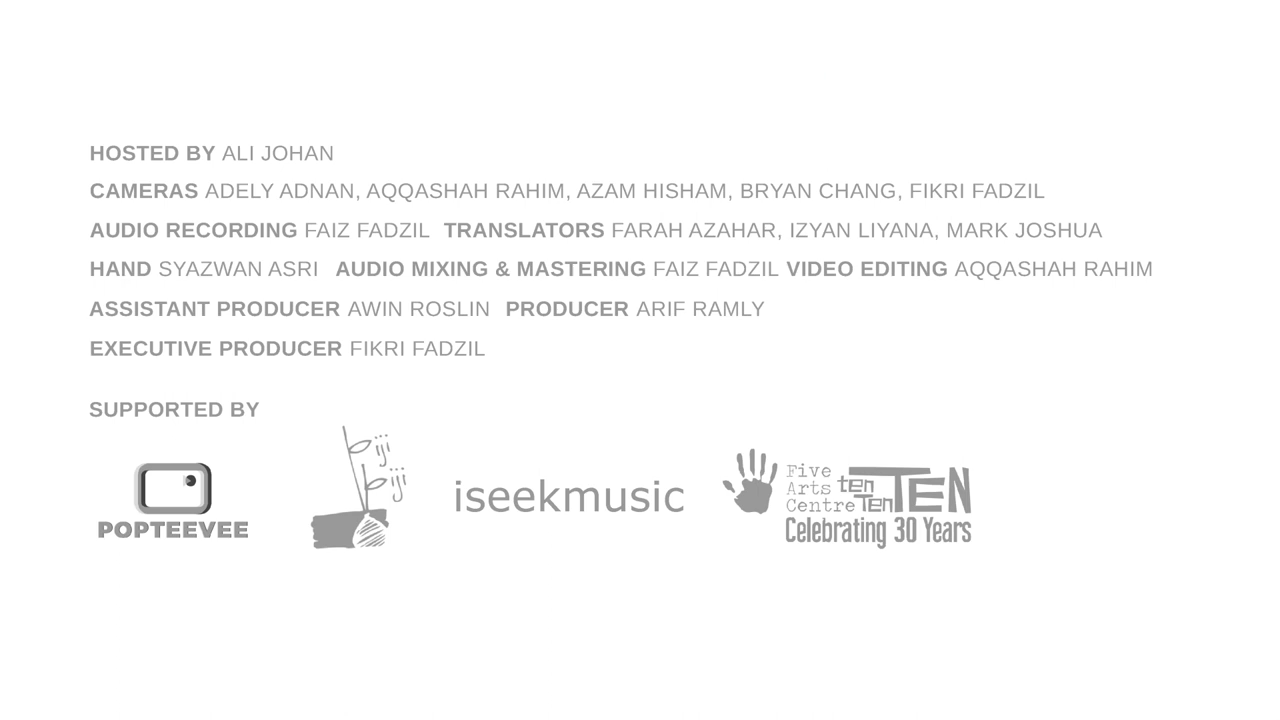 HOSTED BY ALI JOHAN
CAMERAS ADELY ADNAN, AQQASHAH RAHIM, AZAM HISHAM, BRYAN CHANG, FIKRI FADZIL
AUDIO RECORDING FAIZ FADZIL TRANSLATORS FARAH AZAHAR, IZYAN LIYANA, MARK JOSHUA
HAND SYAZWAN ASRI AUDIO MIXING & MASTERING FAIZ FADZIL VIDEO EDITING AQQASHAH RAHIM
ASSISTANT PRODUCER AWIN ROSLIN PRODUCER ARIF RAMLY
EXECUTIVE PRODUCER FIKRI FADZIL
SUPPORTED BY
POPTEEVEE
iji
iji
iseekmusic
Five
Arts
Centre
ten
Ten
TEN
Celebrating 30 Years